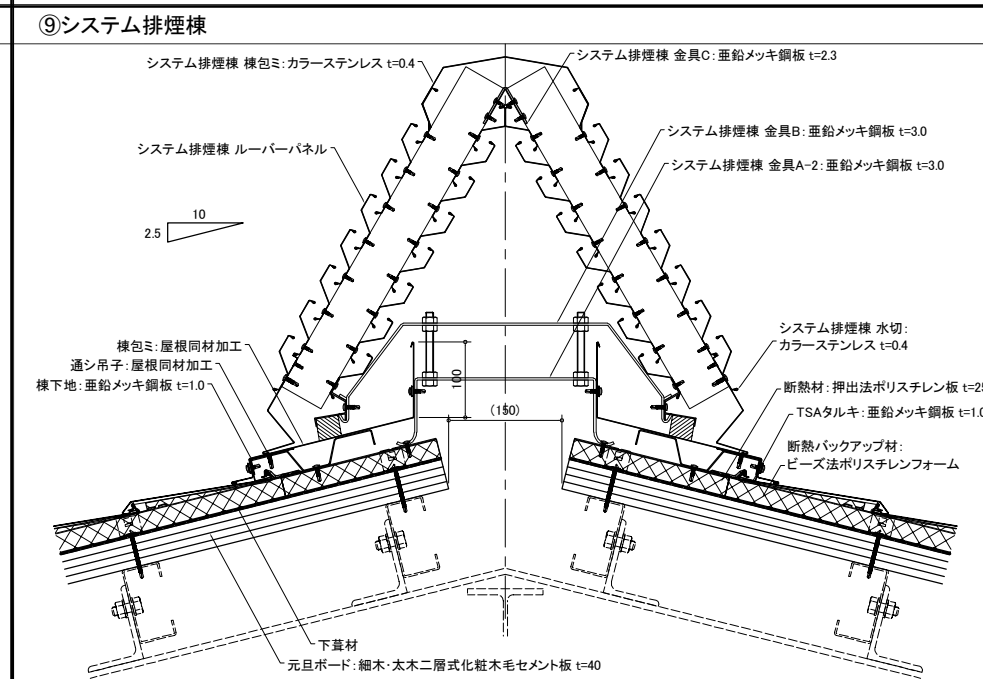 ⑨システム排煙棟
システム排煙棟 棟包ミ:カラーステンレス t=0.4
システム排煙棟 金具C:亜鉛メッキ鋼板 t=2.3
システム排煙棟 金具B:亜鉛メッキ鋼板 t=3.0
システム排煙棟 ルーバーパネル
システム排煙棟 金具A-2:亜鉛メッキ鋼板 t=3.0
10
2.5
システム排煙棟 水切:
カラーステンレス t=0.4
棟包ミ:屋根同材加工
通シ吊子:屋根同材加工
棟下地:亜鉛メッキ鋼板 t=1.0
100
(150)
断熱材:押出法ポリスチレン板 t=25
TSAタルキ:亜鉛メッキ鋼板 t=1.0
断熱バックアップ材:
ビーズ法ポリスチレンフォーム
下葺材
元旦ボード:細木・太木二層式化粧木毛セメント板 t=40